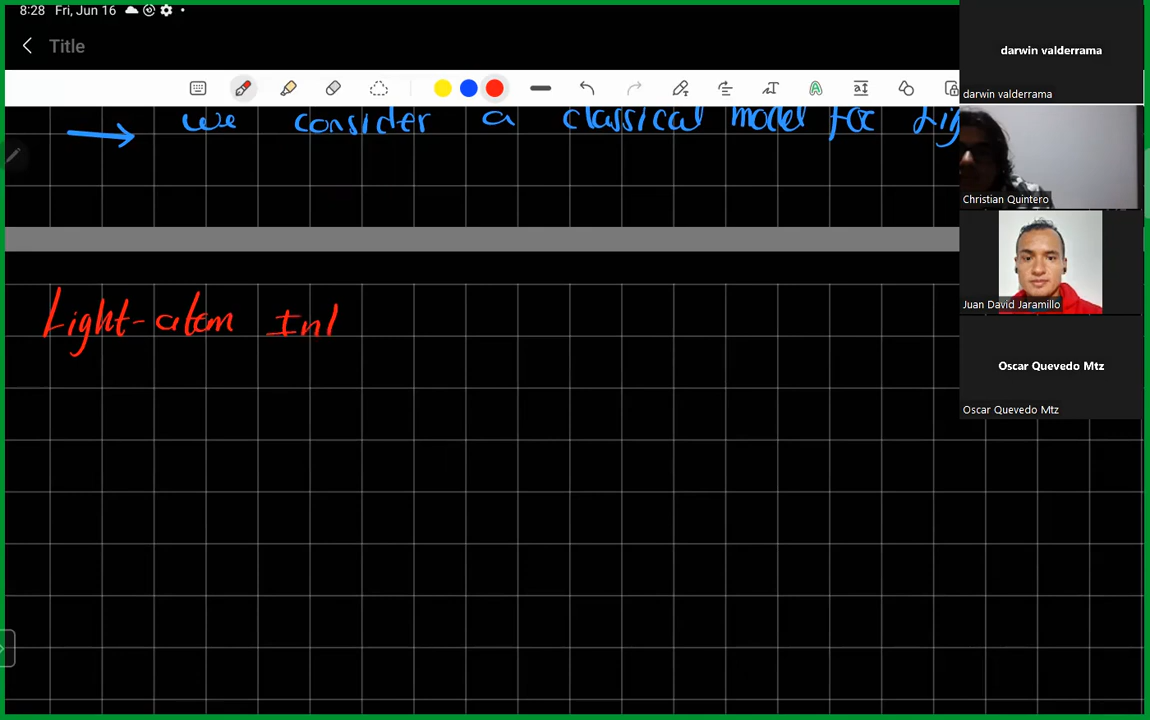 8:28 Fri, Jun 16
Title
we consider a classical model for Lig
Light-atom Int
darwin valderrama
darwin valderrama
Christian Quintero
Juan David Jaramillo
Oscar Quevedo Mtz
Oscar Quevedo Mtz